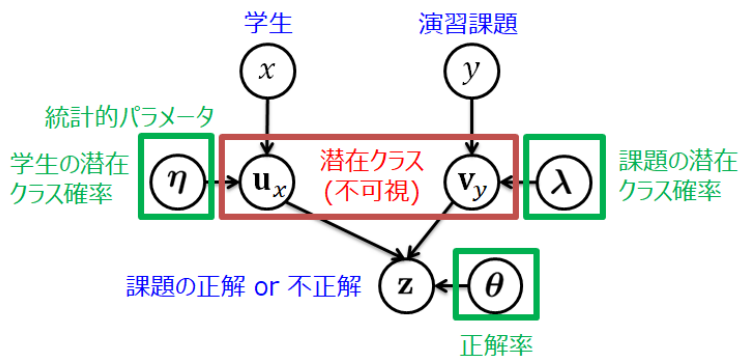 学生
演習課題
x
y
統計的パラメータ
学生の潜在
クラス確率
η
u_x
潜在クラス
(不可視)
v_y
λ
課題の潜在
クラス確率
課題の正解 or 不正解
z
θ
正解率